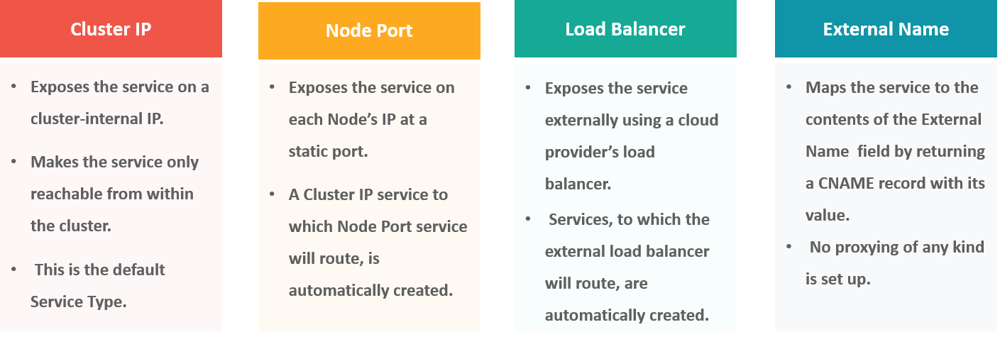 Cluster IP
• Exposes the service on a
cluster-internal IP.
• Makes the service only
reachable from within
the cluster.
• This is the default
Service Type.
Node Port
• Exposes the service on
each Node’s IP at a
static port.
• A Cluster IP service to
which Node Port service
will route, is
automatically created.
Load Balancer
• Exposes the service
externally using a cloud
provider’s load
balancer.
• Services, to which the
external load balancer
will route, are
automatically created.
External Name
• Maps the service to the
contents of the External
Name field by returning
a CNAME record with its
value.
• No proxying of any kind
is set up.